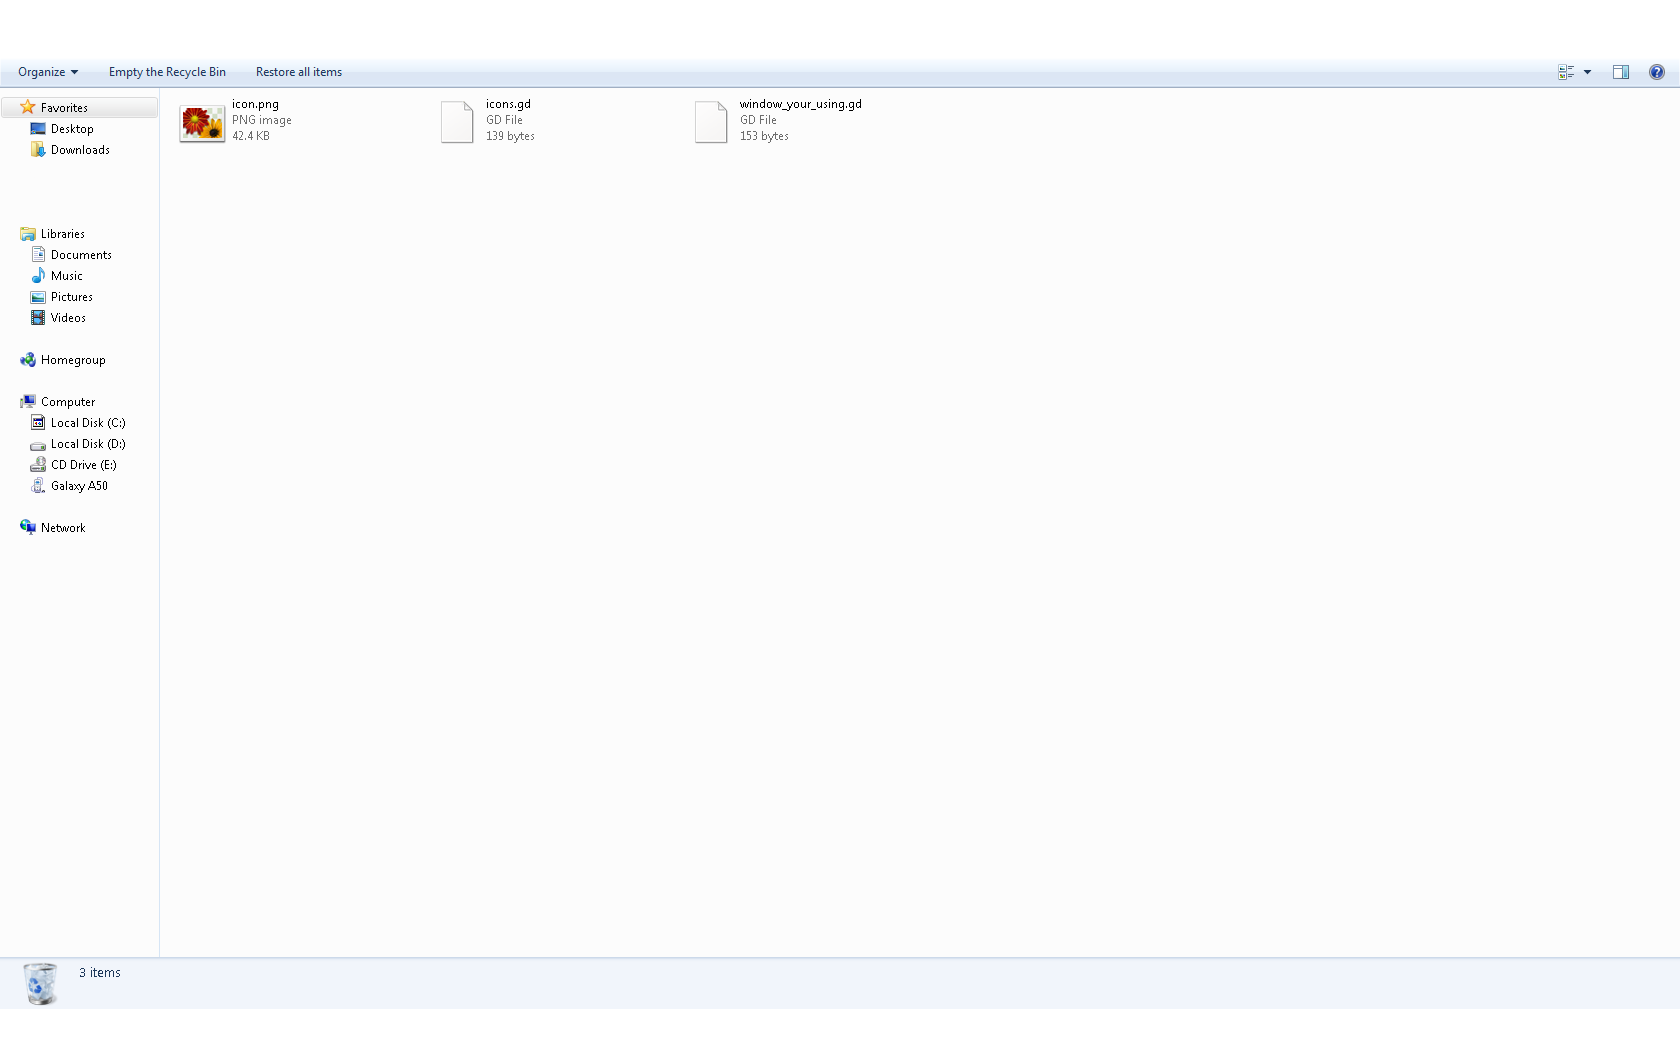 Organize
Empty the Recycle Bin
Restore all items
Favorites
Desktop
Downloads
Libraries
Documents
Music
Pictures
Videos
Homegroup
Computer
Local Disk (C:)
Local Disk (D:)
CD Drive (E:)
Galaxy A50
Network
icon.png
PNG image
42.4 KB
icons.gd
GD File
139 bytes
window_your_using.gd
GD File
153 bytes
3 items